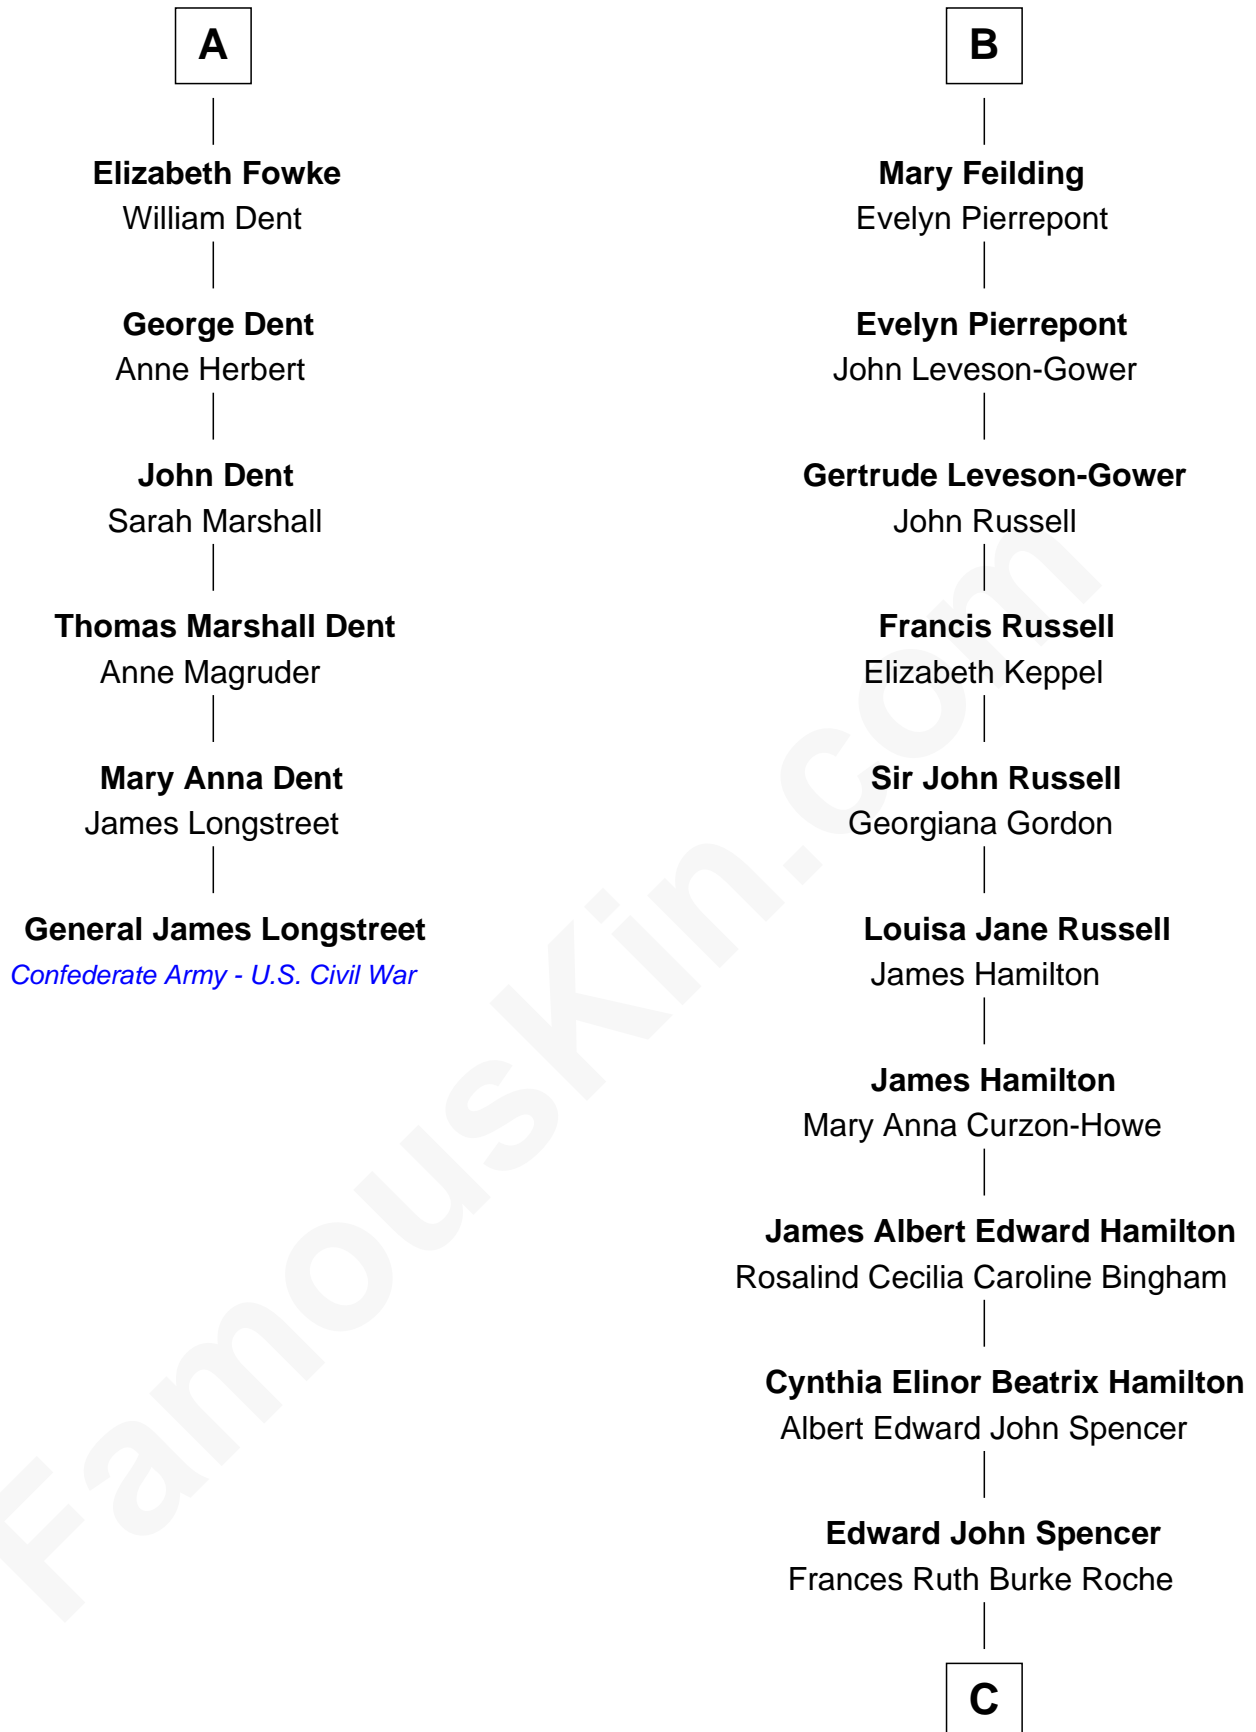 A
Elizabeth Fowke
William Dent
George Dent
Anne Herbert
John Dent
Sarah Marshall
Thomas Marshall Dent
Anne Magruder
Mary Anna Dent
James Longstreet
General James Longstreet
Confederate Army - U.S. Civil War
B
Mary Feilding
Evelyn Pierrepont
Evelyn Pierrepont
John Leveson-Gower
Gertrude Leveson-Gower
John Russell
Francis Russell
Elizabeth Keppel
Sir John Russell
Georgiana Gordon
Louisa Jane Russell
James Hamilton
James Hamilton
Mary Anna Curzon-Howe
James Albert Edward Hamilton
Rosalind Cecilia Caroline Bingham
Cynthia Elinor Beatrix Hamilton
Albert Edward John Spencer
Edward John Spencer
Frances Ruth Burke Roche
C
FamousKin.com